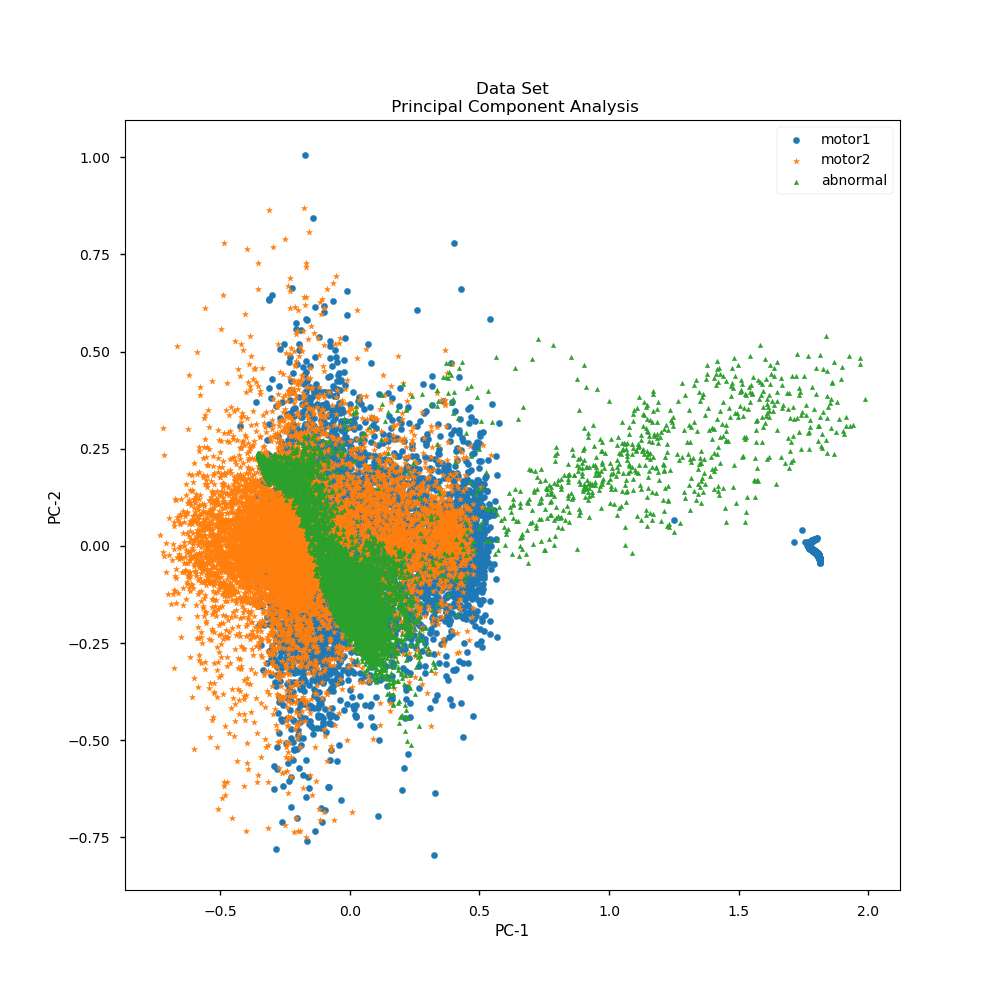 Data Set
Principal Component Analysis
motor1
motor2
abnormal
1.00
0.75
0.50
0.25
0.00
−0.25
−0.50
−0.75
PC-2
−0.5
0.0
0.5
1.0
1.5
2.0
PC-1